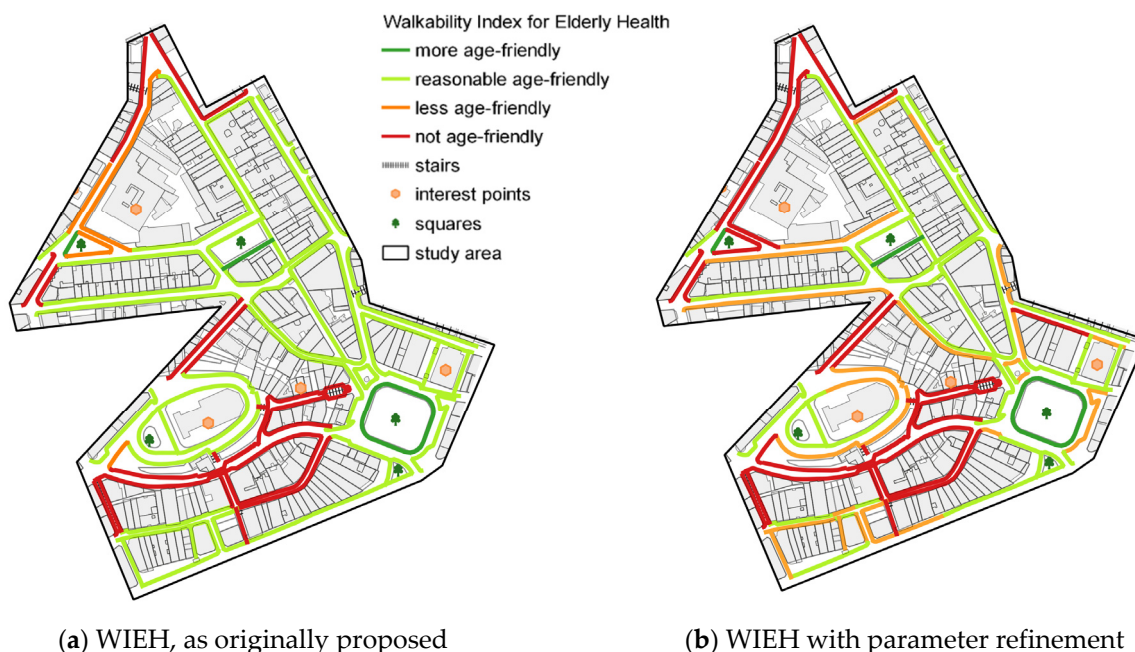 Walkability Index for Elderly Health
more age-friendly
reasonable age-friendly
less age-friendly
not age-friendly
stairs
interest points
squares
study area
(a) WIEH, as originally proposed
(b) WIEH with parameter refinement